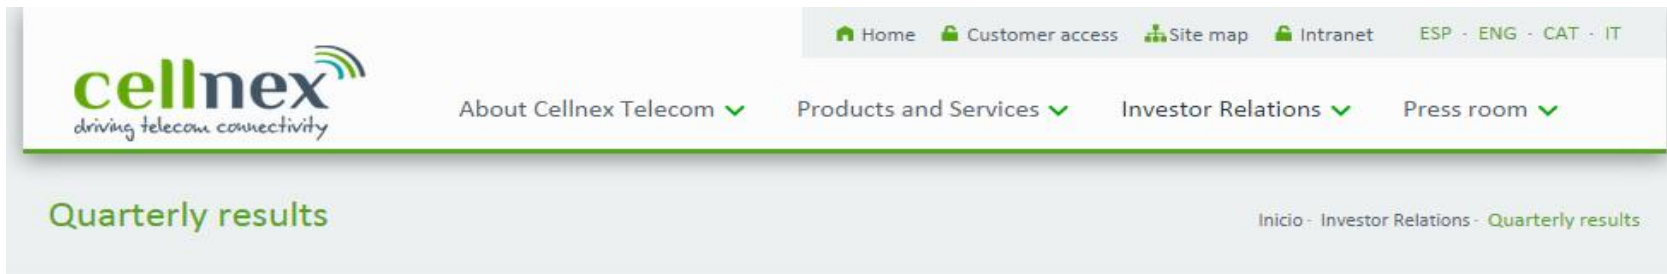 Home Customer access Site map Intranet ESP · ENG · CAT · IT
cellnex
driving telecom connectivity
About Cellnex Telecom Products and Services Investor Relations Press room
Quarterly results
Inicio · Investor Relations · Quarterly results